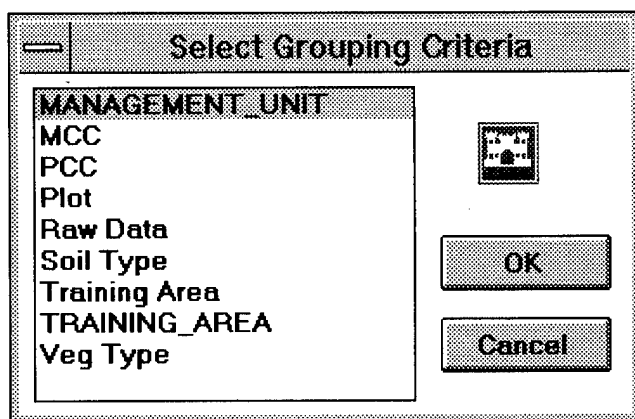 Select Grouping Criteria
MANAGEMENT_UNIT
MCC
PCC
Plot
Raw Data
Soil Type
Training Area
TRAINING_AREA
Veg Type
OK
Cancel